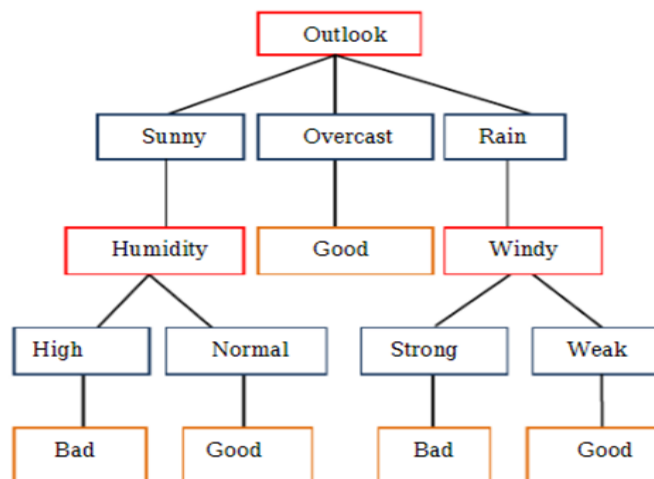 Outlook
Sunny Overcast Rain
Humidity Good Windy
High Normal Strong Weak
Bad Good Bad Good